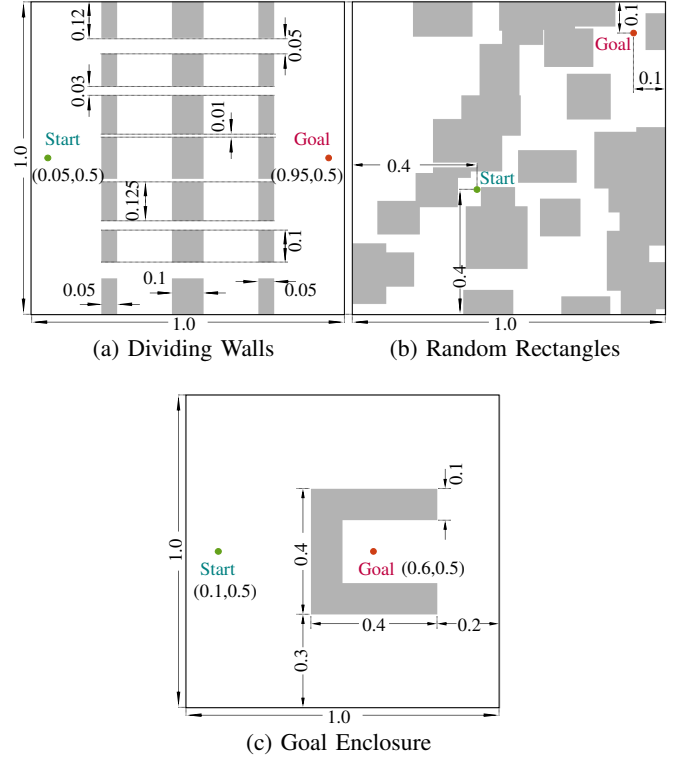 0.12
0.05
0.03
0.01
Start
Goal
1.0
(0.05,0.5)
(0.95,0.5)
0.125
0.1
0.05
0.1
0.05
1.0
(a) Dividing Walls
0.1
Goal
0.1
0.4
Start
0.4
1.0
(b) Random Rectangles
0.1
1.0
0.4
Start
(0.1,0.5)
Goal (0.6,0.5)
0.4
0.2
0.3
1.0
(c) Goal Enclosure